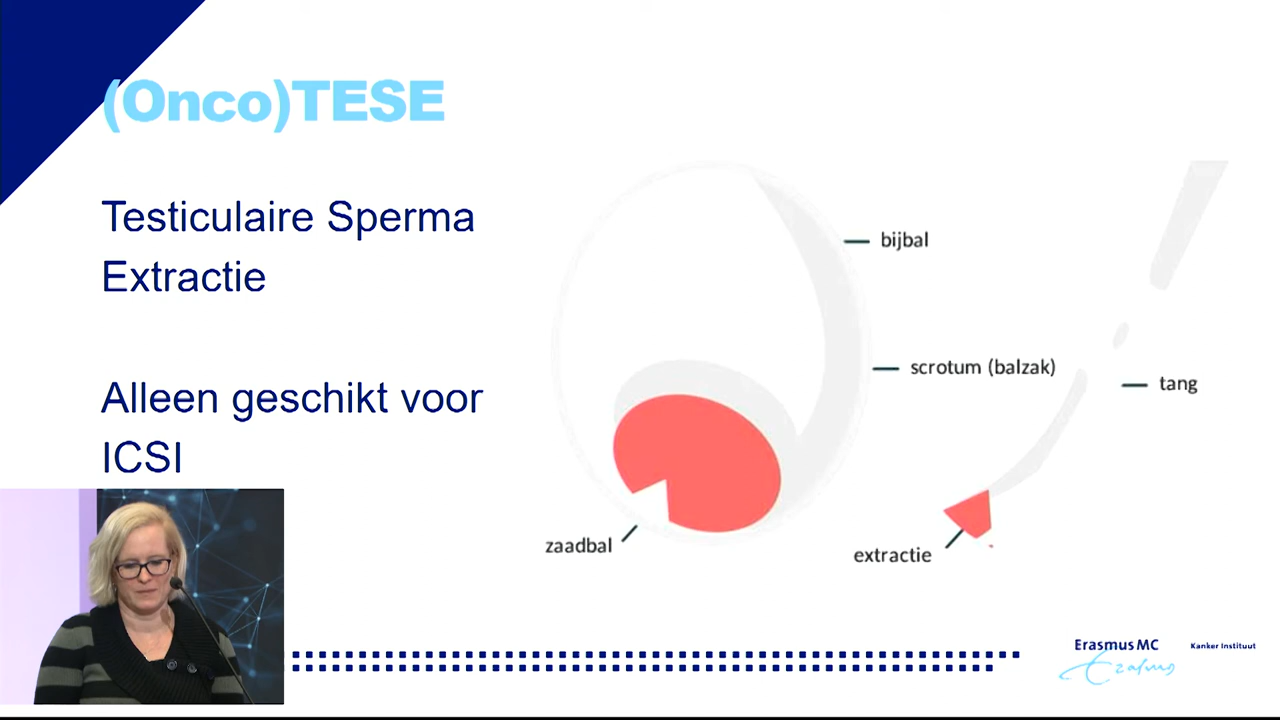 (Onco)TESE
Testiculaire Sperma
Extractie
Alleen geschikt voor
ICSI
bijbal
scrotum (balzak)
tang
zaadbal
extractie
Erasmus MC
Erasmus
Kanker Instituut